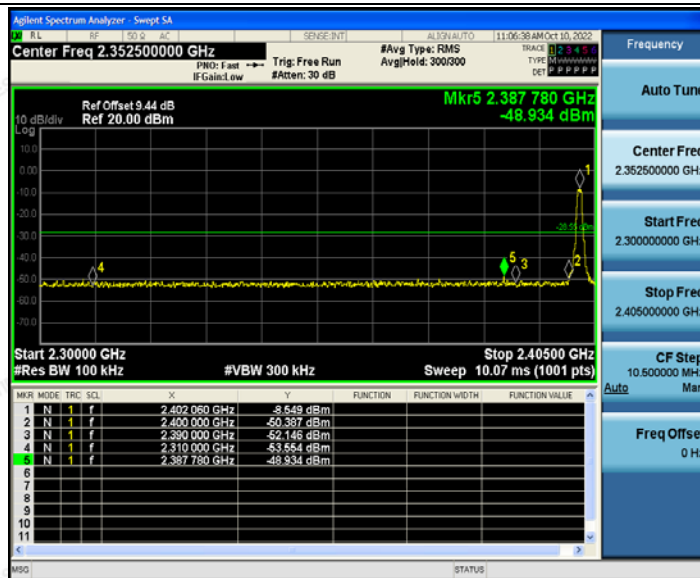 Agilent Spectrum Analyzer - Swept SA
RL RF 50 Ω AC SENSE:INT ALIGN AUTO 11:06:38 AM Oct 10, 2022
Center Freq 2.352500000 GHz
PNO: Fast
IFGain:Low
Trig: Free Run
#Atten: 30 dB
#Avg Type: RMS
Avg|Hold: 300/300
TRACE 1 2 3 4 5 6
TYPE M
DET P P P P P P
Ref Offset 9.44 dB
Ref 20.00 dBm
10 dB/div
Log
Mkr5 2.387 780 GHz
-48.934 dBm
10.0
0.00
-10.0
-20.0
-30.0
-40.0
-50.0
-60.0
-70.0
1
2
3
4
5
Start 2.30000 GHz
Stop 2.40500 GHz
#Res BW 100 kHz
#VBW 300 kHz
Sweep 10.07 ms (1001 pts)
MKR MODE TRC SCL X Y FUNCTION FUNCTION WIDTH FUNCTION VALUE
1 N 1 f 2.402 060 GHz -8.549 dBm
2 N 1 f 2.400 000 GHz -50.387 dBm
3 N 1 f 2.390 000 GHz -52.146 dBm
4 N 1 f 2.310 000 GHz -53.554 dBm
5 N 1 f 2.387 780 GHz -48.934 dBm
6
7
8
9
10
11
MSG
STATUS
Frequency
Auto Tune
Center Freq
2.352500000 GHz
Start Freq
2.300000000 GHz
Stop Freq
2.405000000 GHz
CF Step
10.500000 MHz
Auto Man
Freq Offset
0 Hz